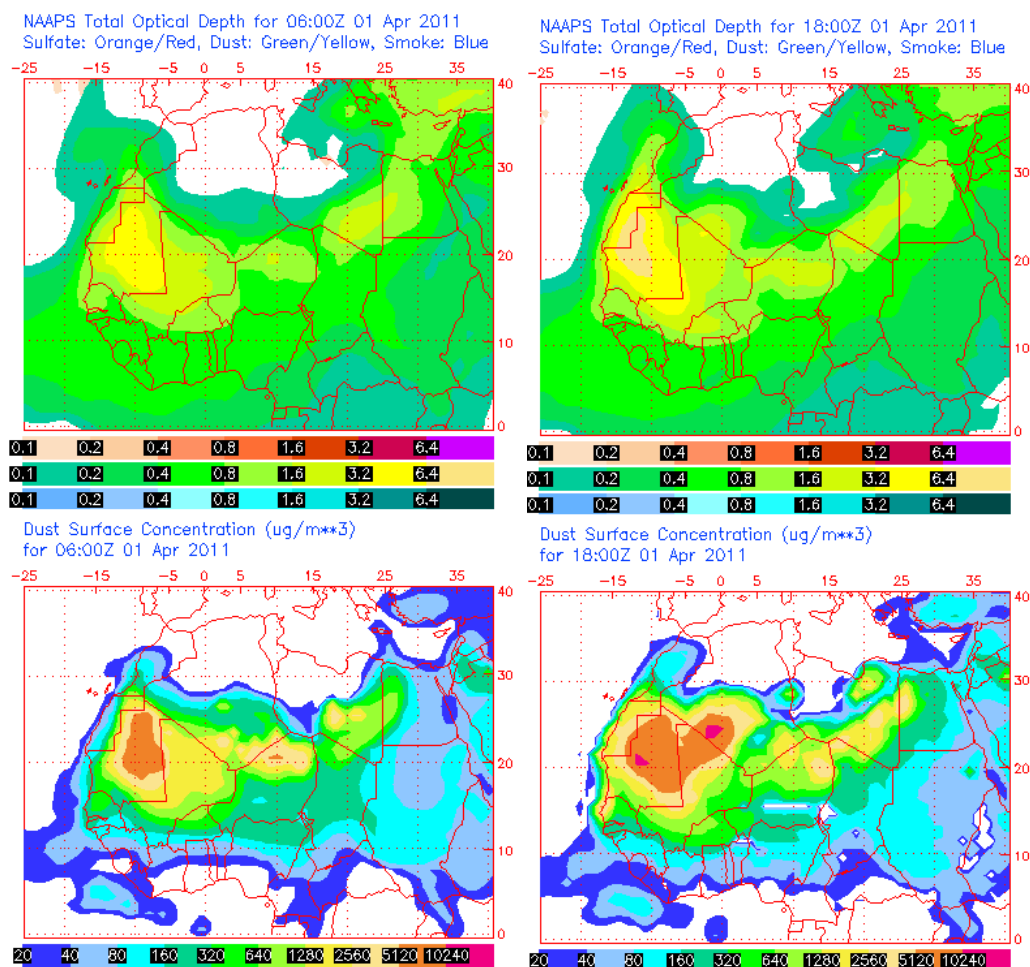 NAAPS Total Optical Depth for 06:00Z 01 Apr 2011
Sulfate: Orange/Red, Dust: Green/Yellow, Smoke: Blue
-15 -5 0 5 15 25 35
40
30
20
10
0
0.1 0.2 0.4 0.8 1.6 3.2 6.4
0.1 0.2 0.4 0.8 1.6 3.2 6.4
0.1 0.2 0.4 0.8 1.6 3.2 6.4
NAAPS Total Optical Depth for 18:00Z 01 Apr 2011
Sulfate: Orange/Red, Dust: Green/Yellow, Smoke: Blue
-15 -5 0 5 15 25 35
40
30
20
10
0
0.1 0.2 0.4 0.8 1.6 3.2 6.4
0.1 0.2 0.4 0.8 1.6 3.2 6.4
0.1 0.2 0.4 0.8 1.6 3.2 6.4
Dust Surface Concentration (ug/m**3)
for 06:00Z 01 Apr 2011
-25 -15 -5 0 5 15 25 35
40
30
20
10
0
20 40 80 160 320 640 1280 2560 5120 10240
Dust Surface Concentration (ug/m**3)
for 18:00Z 01 Apr 2011
-25 -15 -5 5 15 25 35
40
30
20
10
0
20 40 80 160 320 640 1280 2560 5120 10240